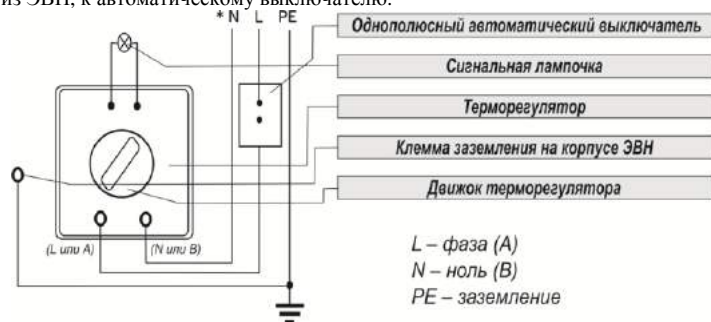 из ЭВН, к автоматическому выключателю.
* N L PE
Однополюсный автоматический выключатель
Сигнальная лампочка
Терморегулятор
Клемма заземления на корпусе ЭВН
Движок терморегулятора
(L или A) (N или B)
L – фаза (A)
N – ноль (B)
PE – заземление